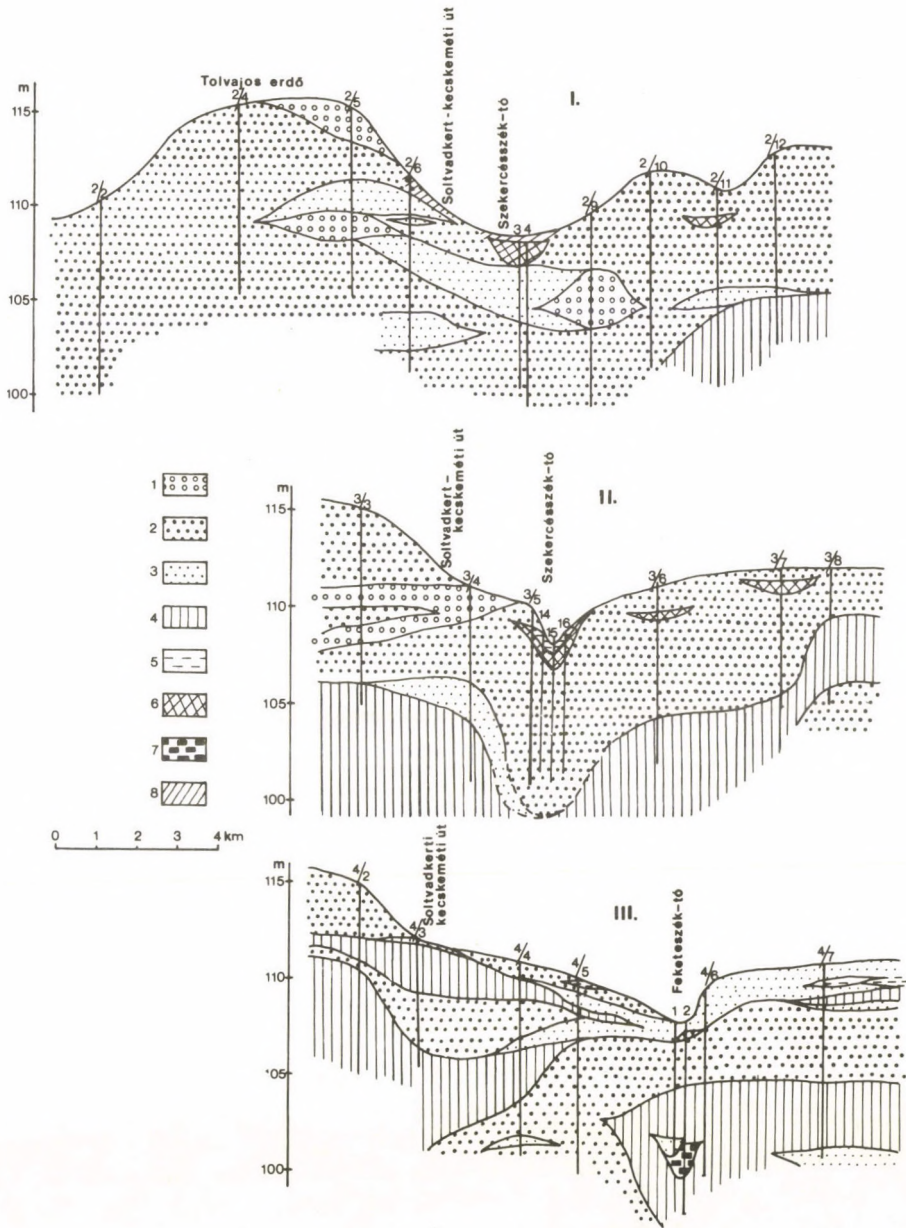 I.
m
115
110
105
100
Tolvajos erdő
Soltvadkert-kecskeméti út
Szekercésszék-tó
2/2
2/4
2/5
2/6
3 4
2/9
2/10
2/11
2/12
II.
m
115
110
105
100
Soltvadkert-
kecskeméti út
Szekercésszék-tó
3/3
3/4
3/5
14
15
16
3/6
3/7
3/8
1
2
3
4
5
6
7
8
0 1 2 3 4 km
III.
m
115
110
105
100
Soltvadkerti
kecskeméti út
Feketeszék-tó
4/2
4/3
4/4
4/5
1 2
4/6
4/7